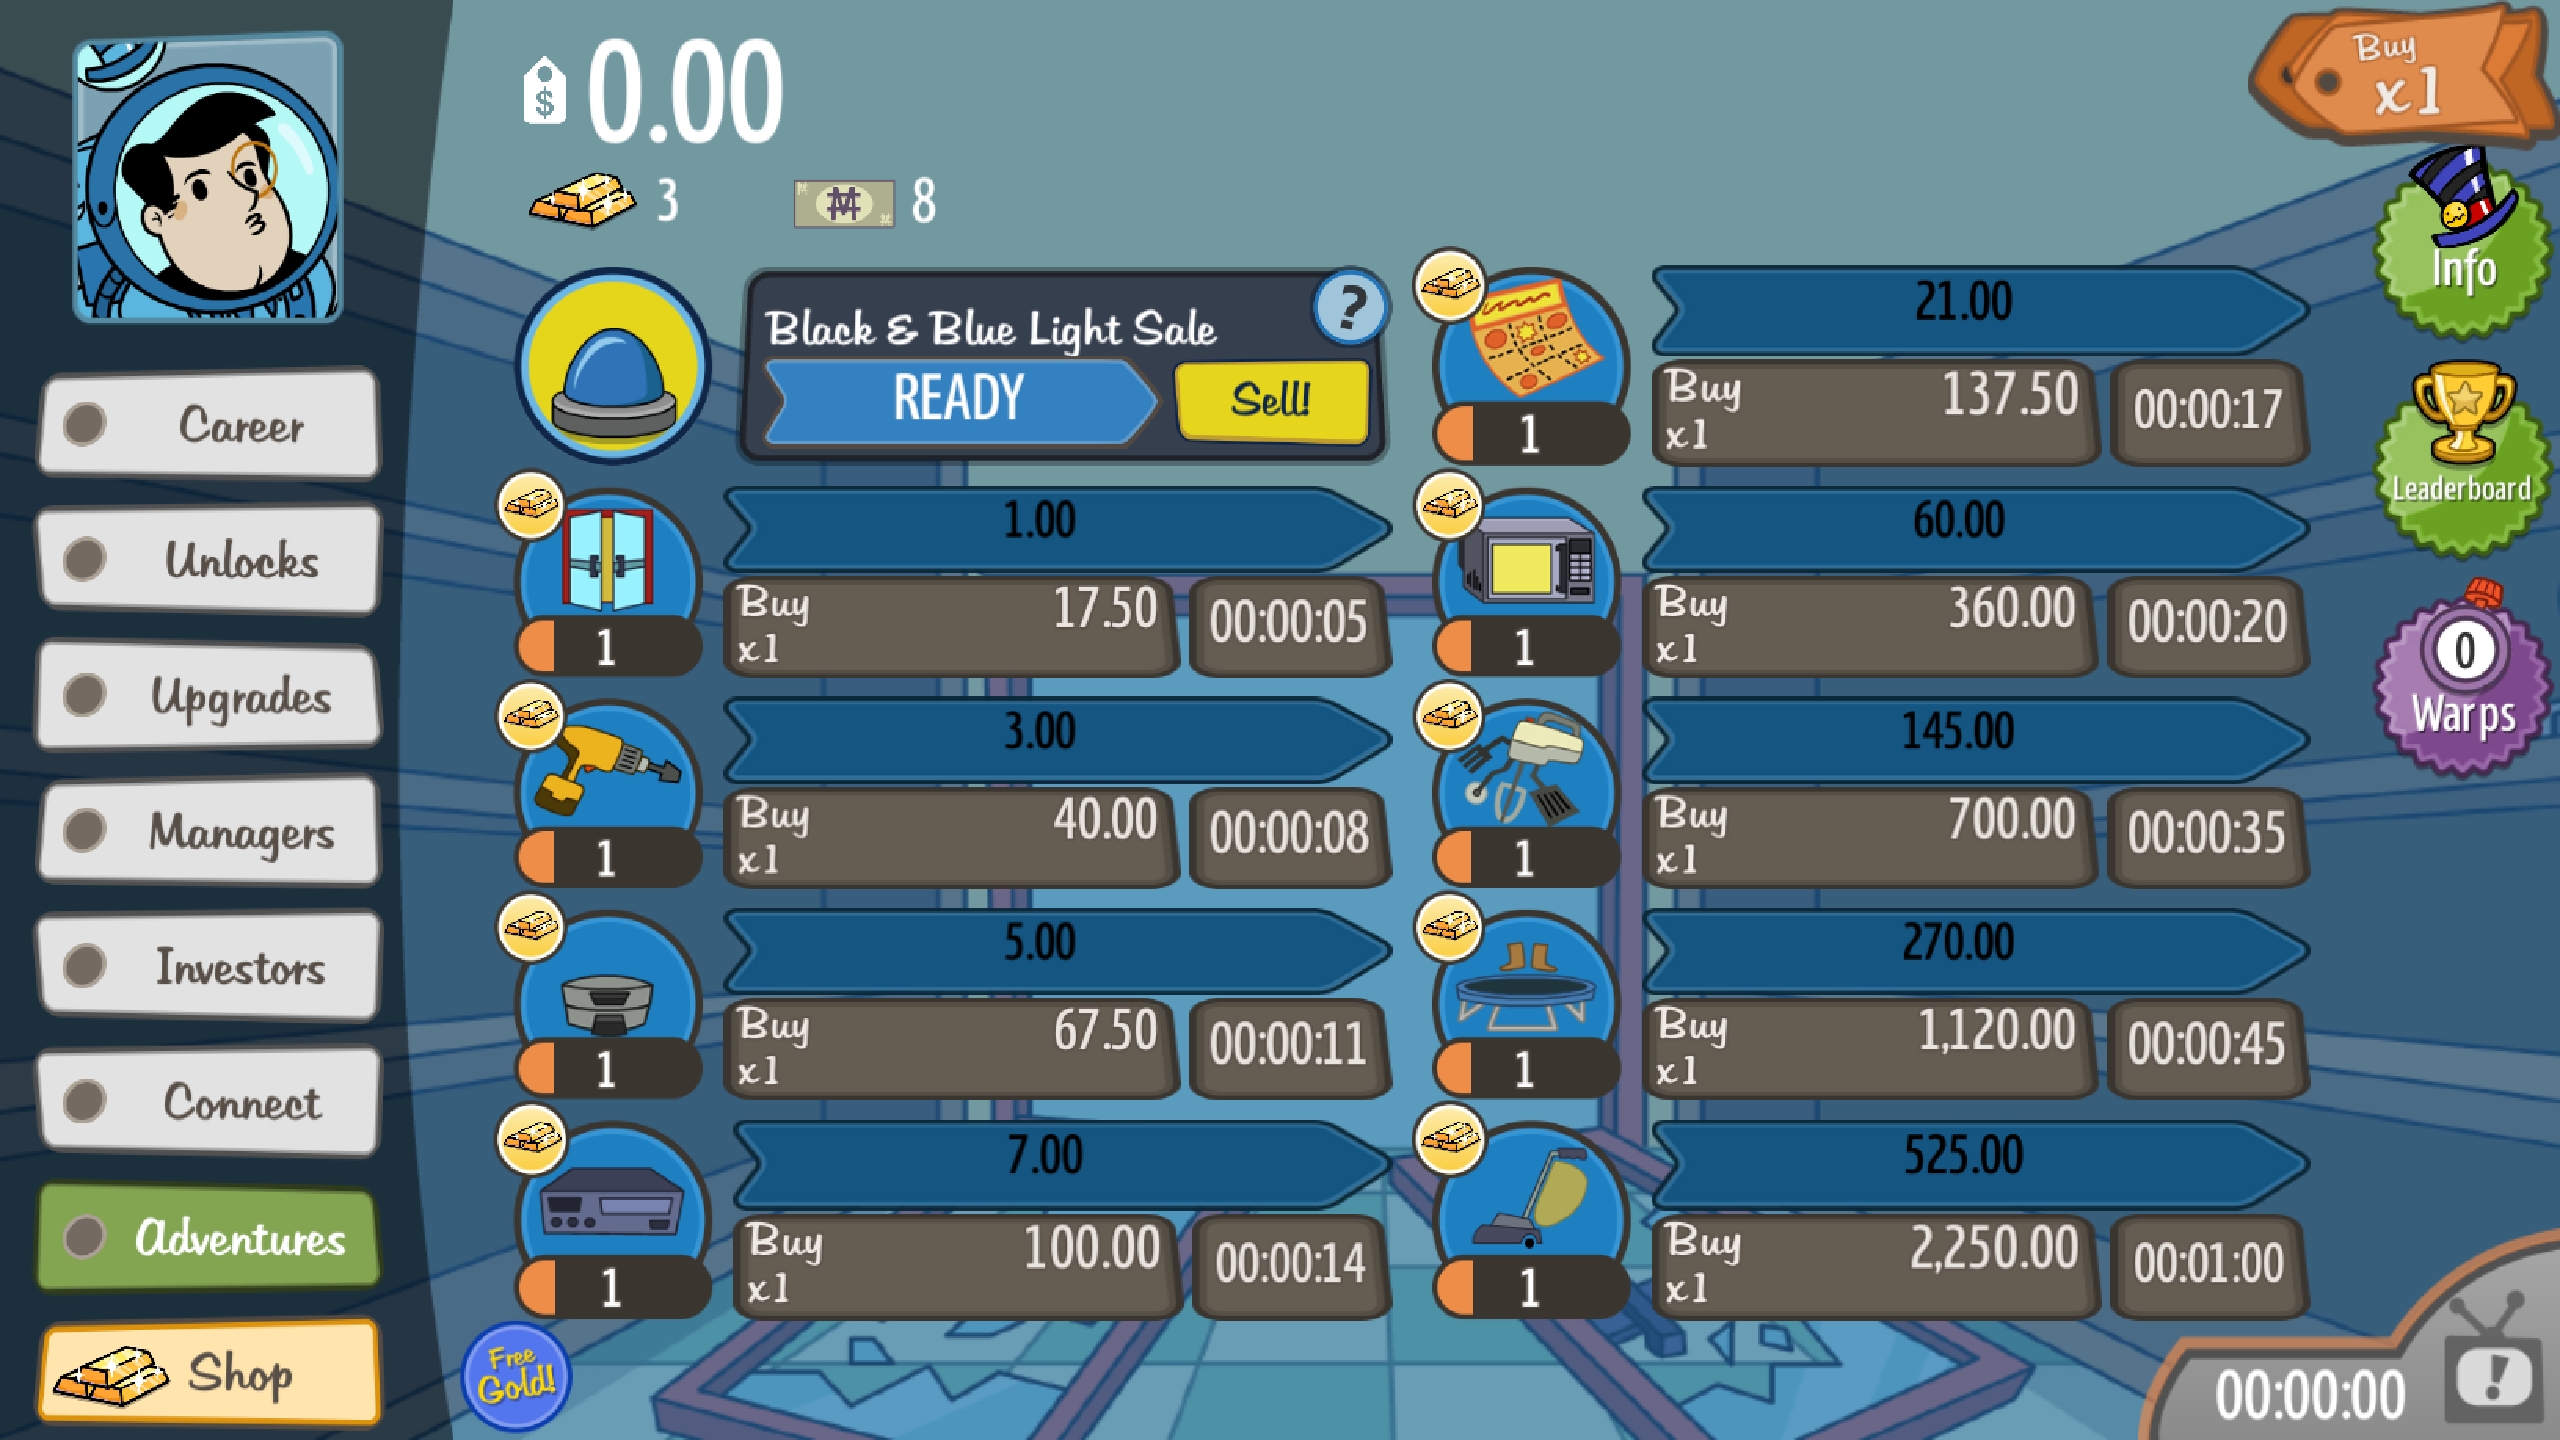 $ 0.00
3
8
Buy
x1
Info
Leaderboard
0
Warps
Career
Unlocks
Upgrades
Managers
Investors
Connect
Adventures
Shop
Free
Gold!
Black & Blue Light Sale
?
READY
Sell!
1.00
Buy
x1
17.50
00:00:05
1
3.00
Buy
x1
40.00
00:00:08
1
5.00
Buy
x1
67.50
00:00:11
1
7.00
Buy
x1
100.00
00:00:14
1
21.00
Buy
x1
137.50
00:00:17
1
60.00
Buy
x1
360.00
00:00:20
1
145.00
Buy
x1
700.00
00:00:35
1
270.00
Buy
x1
1,120.00
00:00:45
1
525.00
Buy
x1
2,250.00
00:01:00
1
00:00:00
!